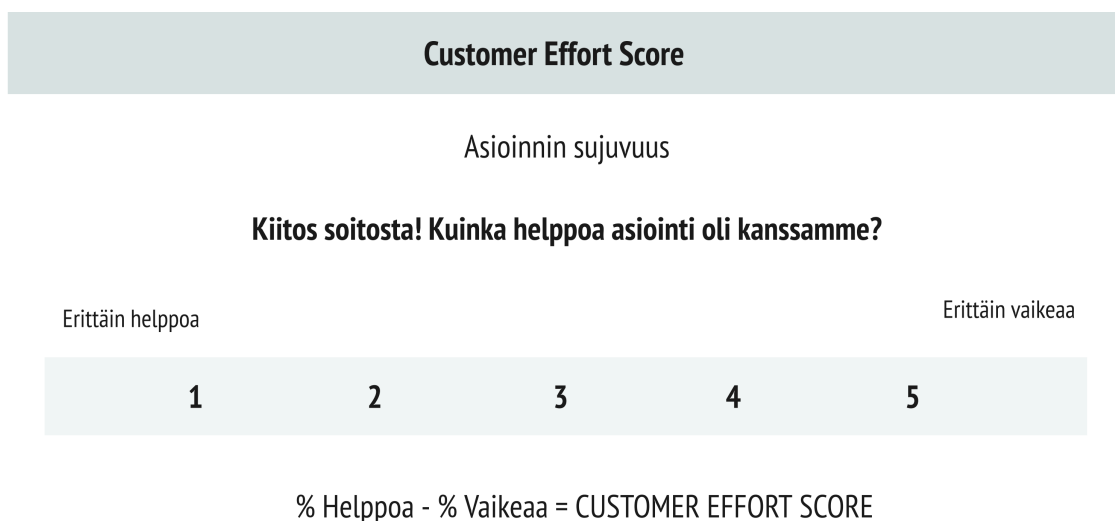 Customer Effort Score
Asioinnin sujuvuus
Kiitos soitosta! Kuinka helppoa asiointi oli kanssamme?
Erittäin helppoa
Erittäin vaikeaa
1 2 3 4 5
% Helppoa - % Vaikeaa = CUSTOMER EFFORT SCORE